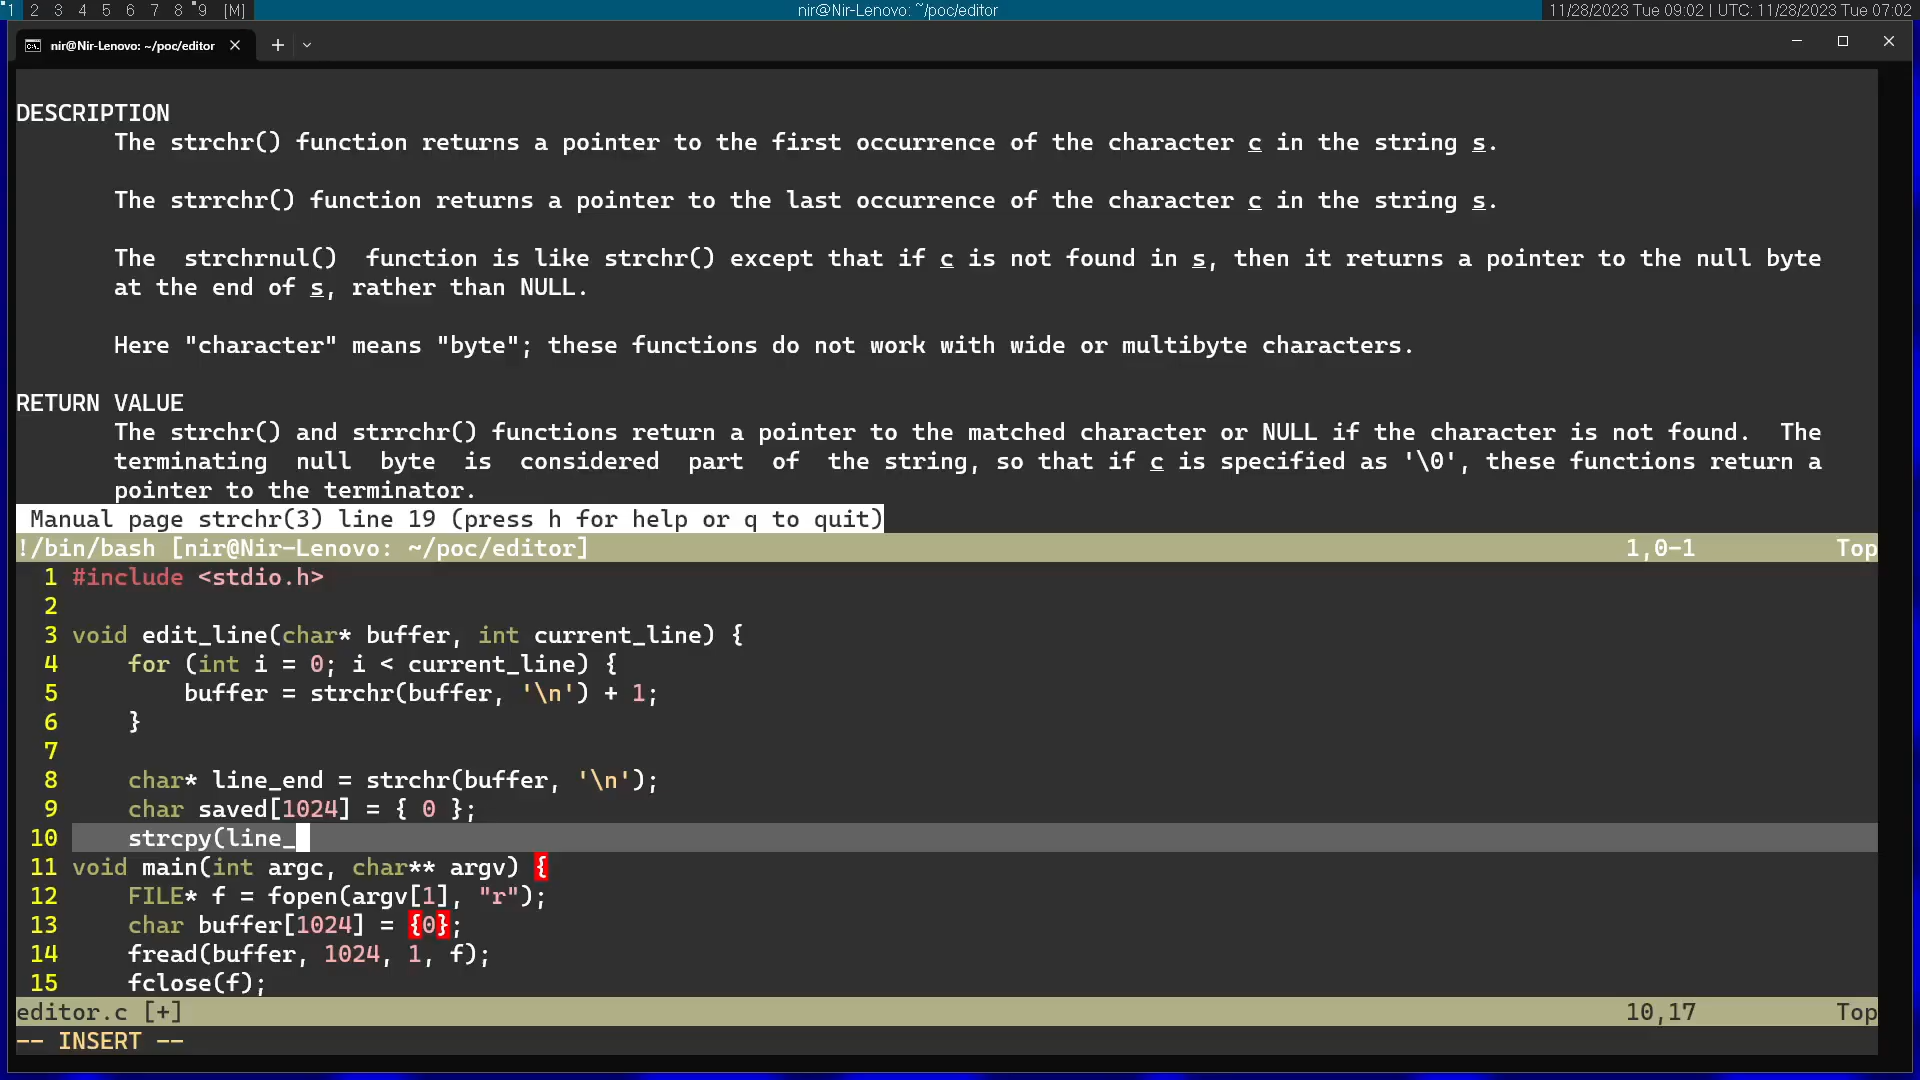 1 2 3 4 5 6 7 8 9 [M] nir@Nir-Lenovo: ~/poc/editor 11/28/2023 Tue 09:02 | UTC: 11/28/2023 Tue 07:02
nir@Nir-Lenovo: ~/poc/editor
DESCRIPTION
The strchr() function returns a pointer to the first occurrence of the character c in the string s.
The strrchr() function returns a pointer to the last occurrence of the character c in the string s.
The strchrnul() function is like strchr() except that if c is not found in s, then it returns a pointer to the null byte
at the end of s, rather than NULL.
Here "character" means "byte"; these functions do not work with wide or multibyte characters.
RETURN VALUE
The strchr() and strrchr() functions return a pointer to the matched character or NULL if the character is not found. The
terminating null byte is considered part of the string, so that if c is specified as '\0', these functions return a
pointer to the terminator.
Manual page strchr(3) line 19 (press h for help or q to quit)
!/bin/bash [nir@Nir-Lenovo: ~/poc/editor] 1,0-1 Top
1 #include <stdio.h>
2
3 void edit_line(char* buffer, int current_line) {
4 for (int i = 0; i < current_line) {
5 buffer = strchr(buffer, '\n') + 1;
6 }
7
8 char* line_end = strchr(buffer, '\n');
9 char saved[1024] = { 0 };
10 strcpy(line_
11 void main(int argc, char** argv) {
12 FILE* f = fopen(argv[1], "r");
13 char buffer[1024] = {0};
14 fread(buffer, 1024, 1, f);
15 fclose(f);
editor.c [+] 10,17 Top
-- INSERT --